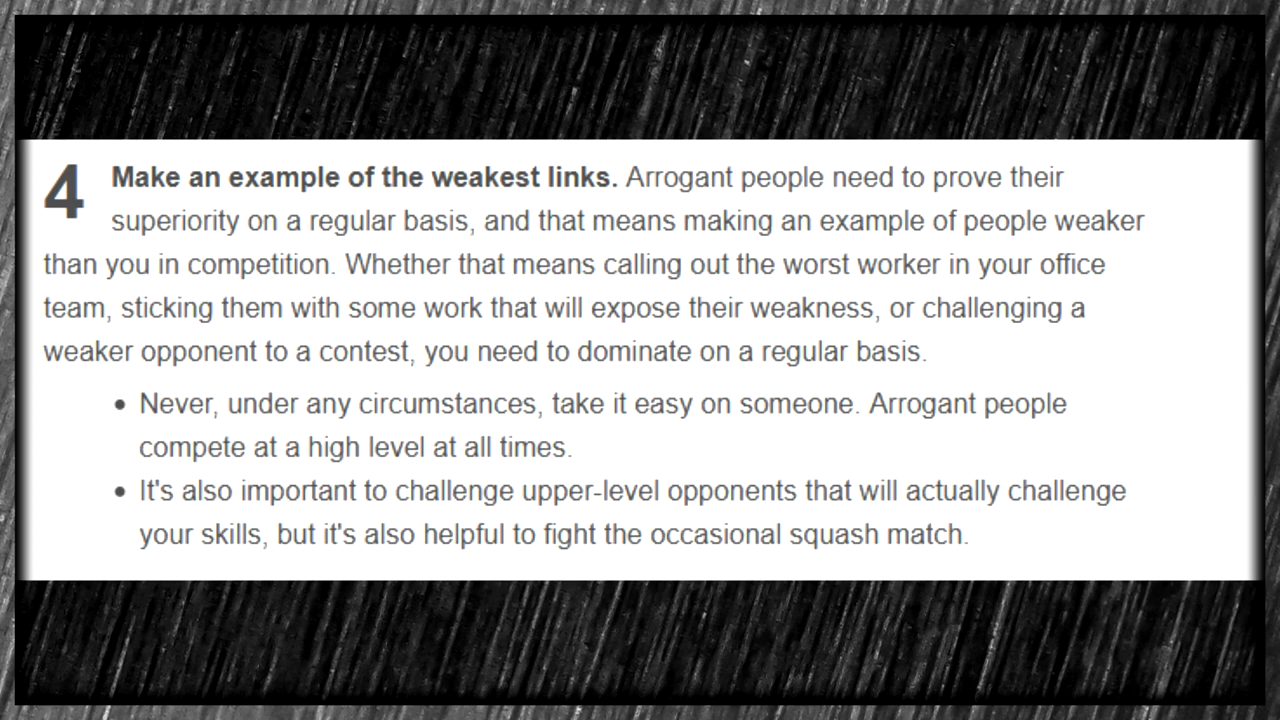 4 Make an example of the weakest links. Arrogant people need to prove their
superiority on a regular basis, and that means making an example of people weaker
than you in competition. Whether that means calling out the worst worker in your office
team, sticking them with some work that will expose their weakness, or challenging a
weaker opponent to a contest, you need to dominate on a regular basis.
• Never, under any circumstances, take it easy on someone. Arrogant people
compete at a high level at all times.
• It's also important to challenge upper-level opponents that will actually challenge
your skills, but it's also helpful to fight the occasional squash match.